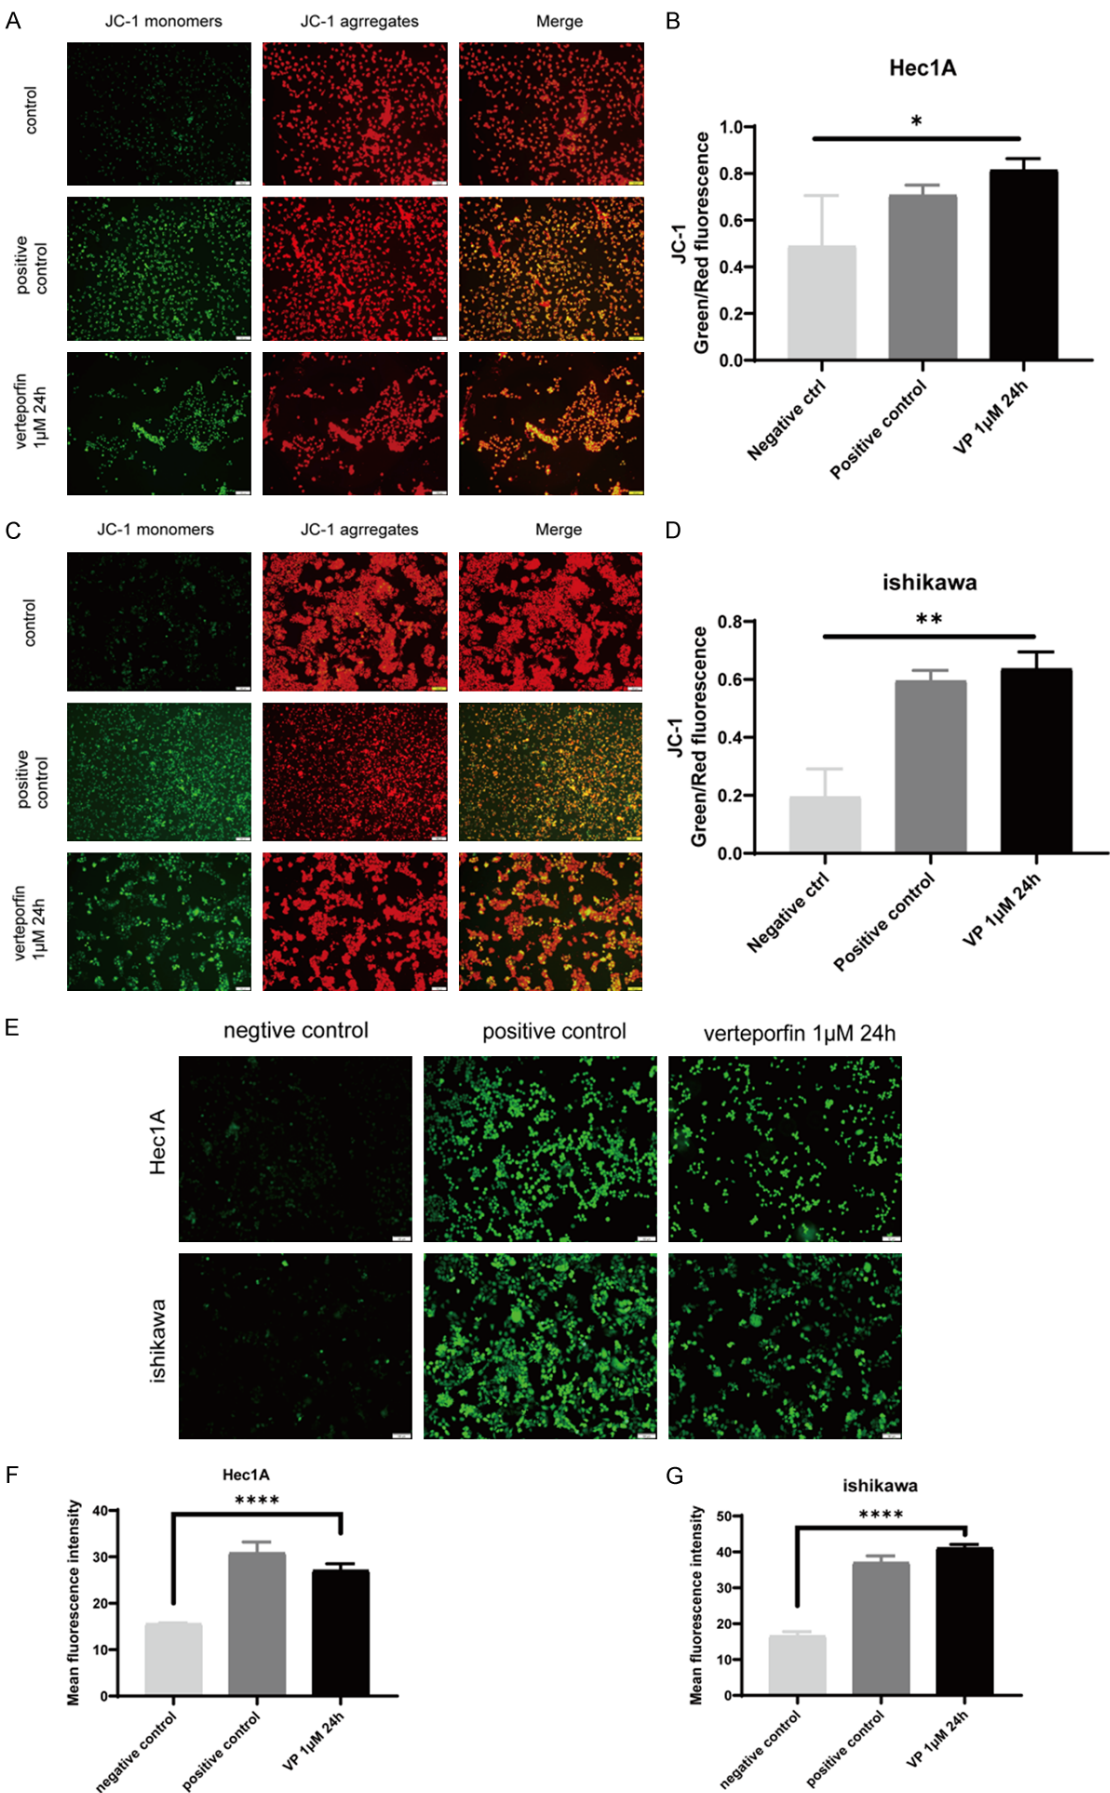 A
JC-1 monomers
JC-1 agrregates
Merge
control
positive
control
verteporfin
1μM 24h
B
Hec1A
*
JC-1
Green/Red fluorescence
1.0
0.8
0.6
0.4
0.2
0.0
Negative ctrl
Positive control
VP 1μM 24h
C
JC-1 monomers
JC-1 agrregates
Merge
control
positive
control
verteporfin
1μM 24h
D
ishikawa
**
JC-1
Green/Red fluorescence
0.8
0.6
0.4
0.2
0.0
Negative ctrl
Positive control
VP 1μM 24h
E
negtive control
positive control
verteporfin 1μM 24h
Hec1A
ishikawa
F
Hec1A
****
Mean fluorescence intensity
40
30
20
10
0
negative control
positive control
VP 1μM 24h
G
ishikawa
****
Mean fluorescence intensity
50
40
30
20
10
0
negative control
positive control
VP 1μM 24h